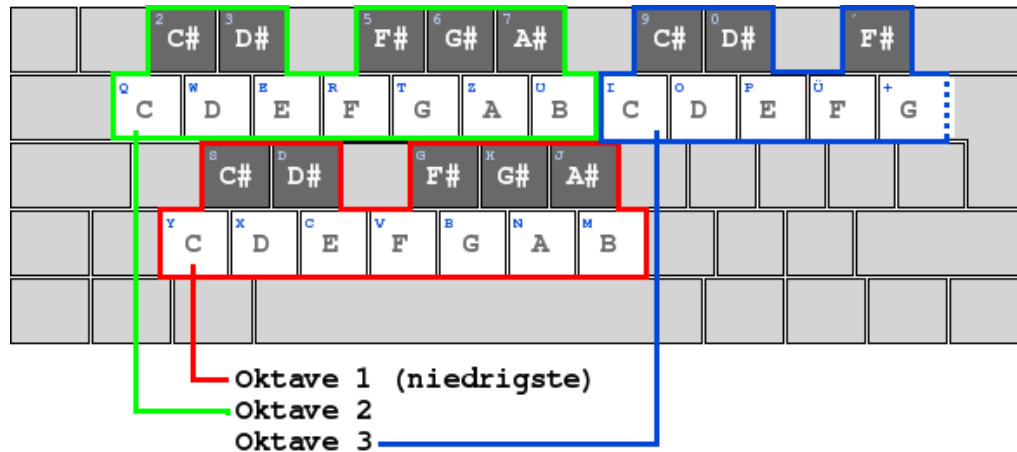 2 3 5 6 7 9 0 ´
C# D# F# G# A# C# D# F#
Q W E R T Z U I O P Ü +
C D E F G A B C D E F G
S D G H J
C# D# F# G# A#
Y X C V B N M
C D E F G A B
Oktave 1 (niedrigste)
Oktave 2
Oktave 3